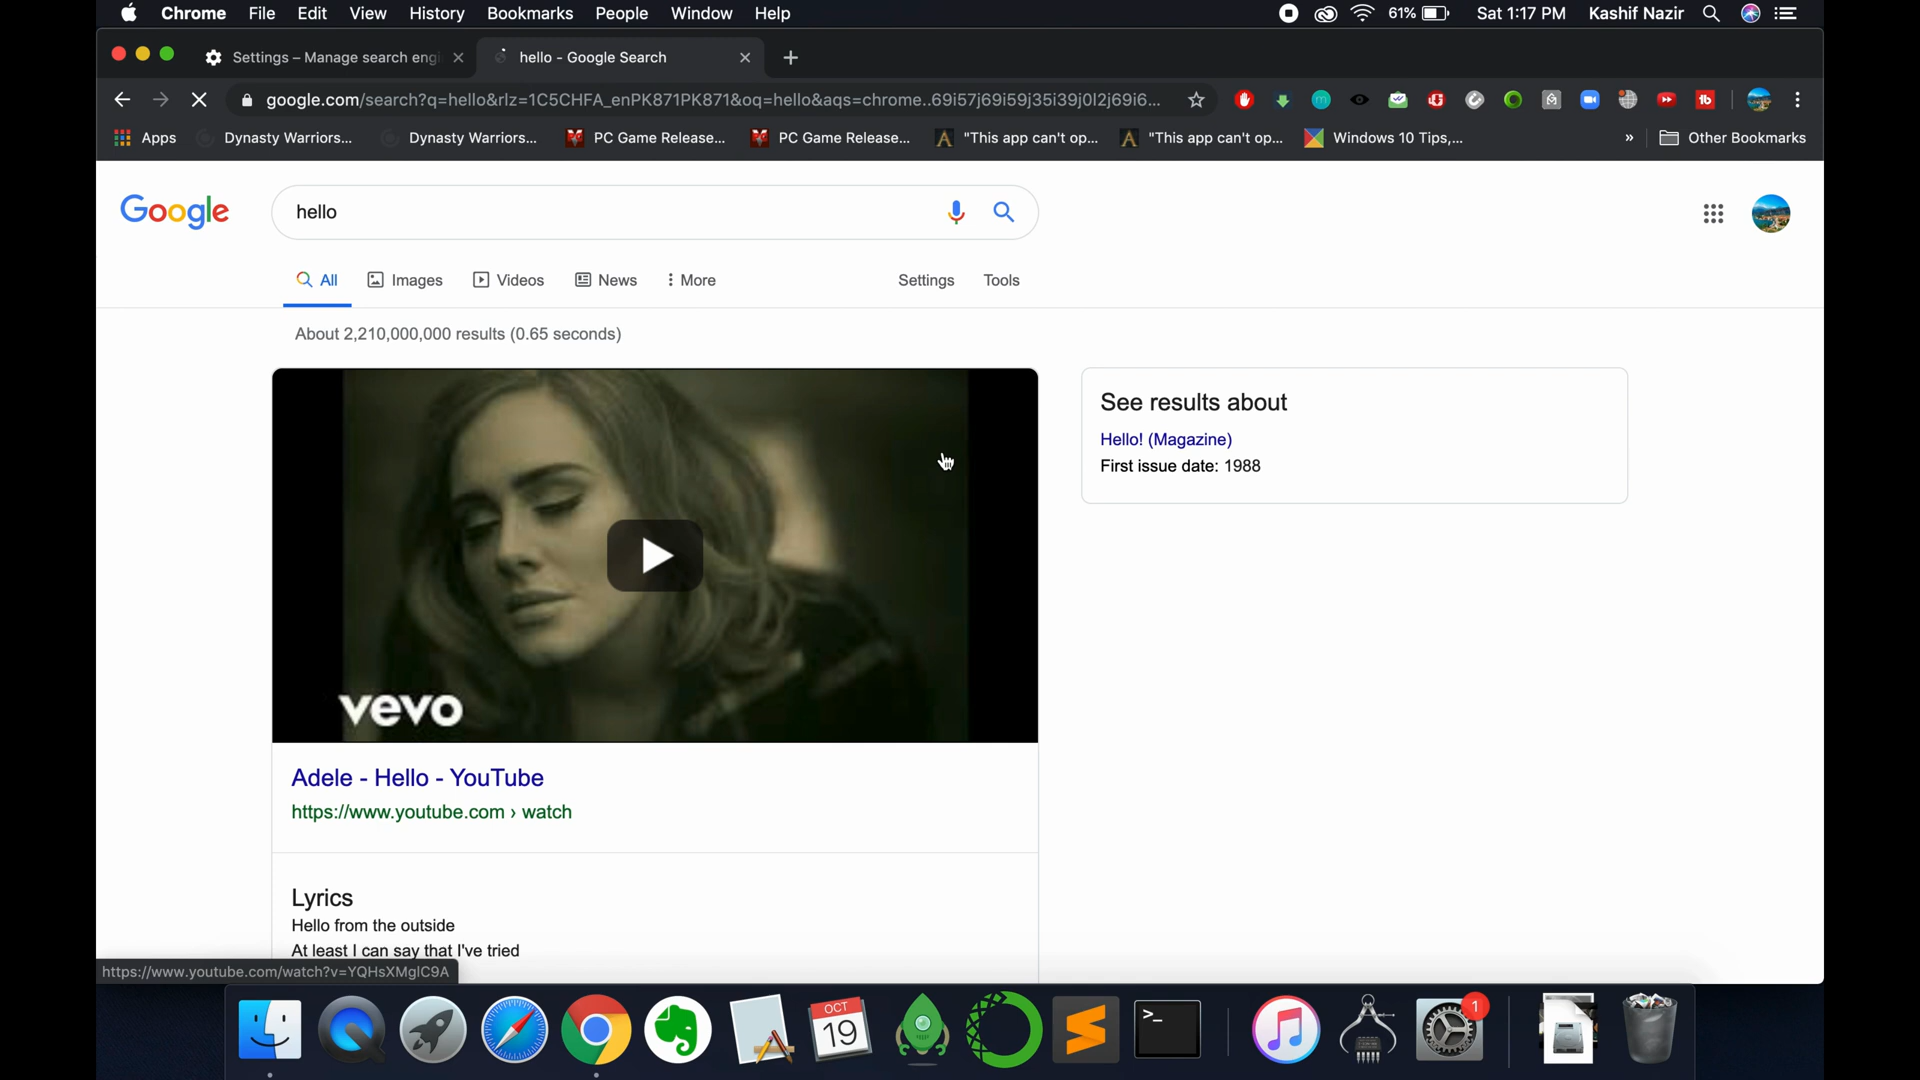 Chrome File Edit View History Bookmarks People Window Help 61% Sat 1:17 PM Kashif Nazir
Settings – Manage search engi
hello - Google Search
google.com/search?q=hello&rlz=1C5CHFA_enPK871PK871&oq=hello&aqs=chrome..69i57j69i59j35i39j0l2j69i6...
Apps Dynasty Warriors... Dynasty Warriors... PC Game Release... PC Game Release... "This app can't op... "This app can't op... Windows 10 Tips,... » Other Bookmarks
Google
hello
All Images Videos News More Settings Tools
About 2,210,000,000 results (0.65 seconds)
vevo
Adele - Hello - YouTube
https://www.youtube.com › watch
Lyrics
Hello from the outside
At least I can say that I've tried
See results about
Hello! (Magazine)
First issue date: 1988
https://www.youtube.com/watch?v=YQHsXMglC9A
OCT
19
>_
1